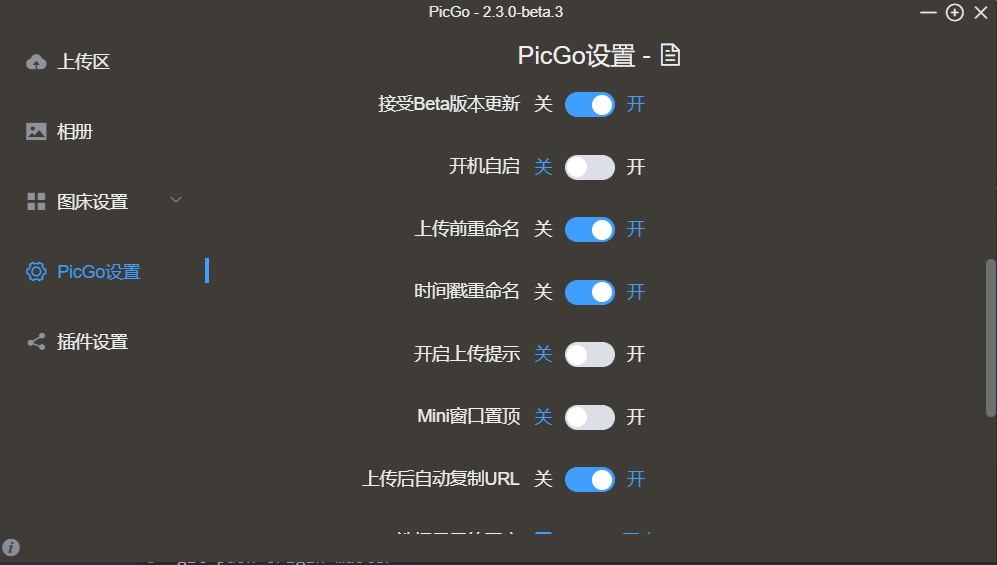 PicGo - 2.3.0-beta.3
上传区
相册
图床设置
PicGo设置
插件设置
PicGo设置 -
接受Beta版本更新 关 开
开机自启 关 开
上传前重命名 关 开
时间戳重命名 关 开
开启上传提示 关 开
Mini窗口置顶 关 开
上传后自动复制URL 关 开